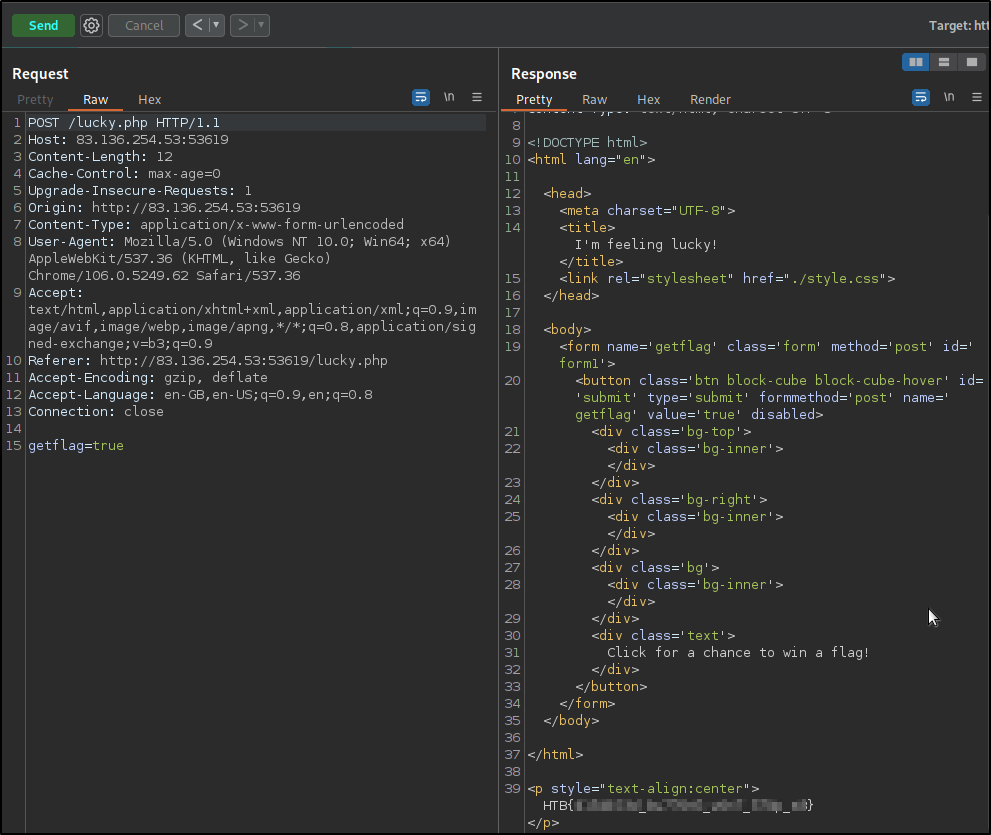 Send Cancel < ▼ > ▼ Target: htt
Request
Pretty Raw Hex \n
1 POST /lucky.php HTTP/1.1
2 Host: 83.136.254.53:53619
3 Content-Length: 12
4 Cache-Control: max-age=0
5 Upgrade-Insecure-Requests: 1
6 Origin: http://83.136.254.53:53619
7 Content-Type: application/x-www-form-urlencoded
8 User-Agent: Mozilla/5.0 (Windows NT 10.0; Win64; x64)
AppleWebKit/537.36 (KHTML, like Gecko)
Chrome/106.0.5249.62 Safari/537.36
9 Accept:
text/html,application/xhtml+xml,application/xml;q=0.9,im
age/avif,image/webp,image/apng,*/*;q=0.8,application/sig
ned-exchange;v=b3;q=0.9
10 Referer: http://83.136.254.53:53619/lucky.php
11 Accept-Encoding: gzip, deflate
12 Accept-Language: en-GB,en-US;q=0.9,en;q=0.8
13 Connection: close
14
15 getflag=true
Response
Pretty Raw Hex Render \n
8
9 <!DOCTYPE html>
10 <html lang="en">
11
12 <head>
13 <meta charset="UTF-8">
14 <title>
I'm feeling lucky!
</title>
15 <link rel="stylesheet" href="./style.css">
16 </head>
17
18 <body>
19 <form name='getflag' class='form' method='post' id='
form1'>
20 <button class='btn block-cube block-cube-hover' id=
'submit' type='submit' formmethod='post' name='
getflag' value='true' disabled>
21 <div class='bg-top'>
22 <div class='bg-inner'>
</div>
23 </div>
24 <div class='bg-right'>
25 <div class='bg-inner'>
</div>
26 </div>
27 <div class='bg'>
28 <div class='bg-inner'>
</div>
29 </div>
30 <div class='text'>
31 Click for a chance to win a flag!
32 </div>
33 </button>
34 </form>
35 </body>
36
37 </html>
38
39 <p style="text-align:center">
HTB{
}
</p>